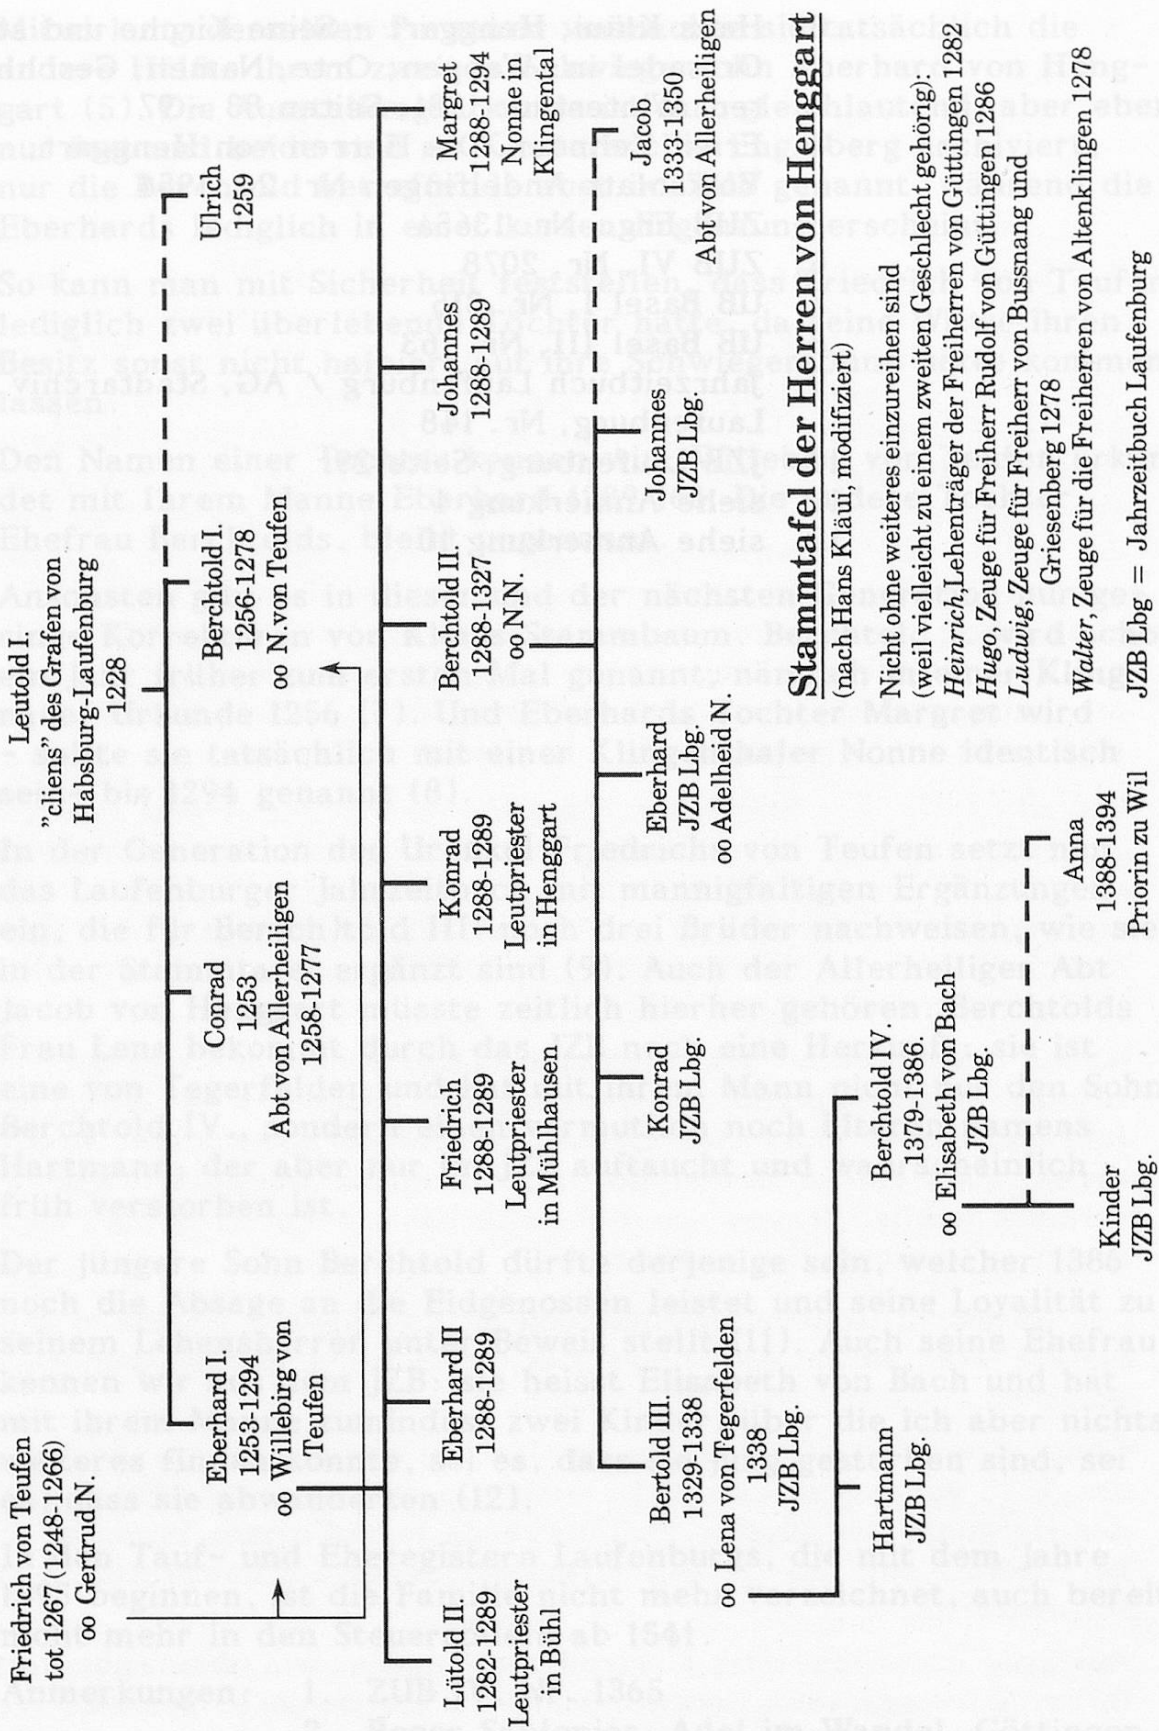 Friedrich von Teufen
tot 1267 (1248-1266)
oo Gertrud N.
Leutold I.
"cliens" des Grafen von
Habsburg-Laufenburg
1228
Eberhard I.
1253-1294
oo Willebirg von
Teufen
Conrad
1253
Abt von Allerheiligen
1258-1277
Berchtold I.
1256-1278
oo N. von Teufen
Ulrich
1259
Lütold II.
1282-1289
Leutpriester
in Bühl
Eberhard II
1288-1289
Friedrich
1288-1289
Leutpriester
in Mühlhausen
Konrad
1288-1289
Leutpriester
in Henggart
Berchold II.
1288-1327
oo N.N.
Johannes
1288-1289
Margret
1288-1294
Nonne in
Klingental
Bertold III.
1329-1338
oo Lena von Tegerfelden
1338
JZB Lbg.
Konrad
JZB Lbg.
Eberhard
JZB Lbg.
oo Adelheid N.
Johannes
JZB Lbg.
Jacob
1333-1350
Abt von Allerheiligen
Hartmann
JZB Lbg.
Berchtold IV.
1379-1386.
oo Elisabeth von Bach
JZB Lbg.
Kinder
JZB Lbg.
Anna
1388-1394
Priorin zu Wil
Stammtafel der Herren von Henggart
(nach Hans Kläui, modifiziert)
Nicht ohne weiteres einzureihen sind
(weil vielleicht zu einem zweiten Geschlecht gehörig):
Heinrich, Lehenträger der Freiherren von Güttingen 1282
Hugo, Zeuge für Freiherr Rudolf von Güttingen 1286
Ludwig, Zeuge für Freiherr von Bussnang und
Griesenberg 1278
Walter, Zeuge für die Freiherren von Altenklingen 1278
JZB Lbg = Jahrzeitbuch Laufenburg